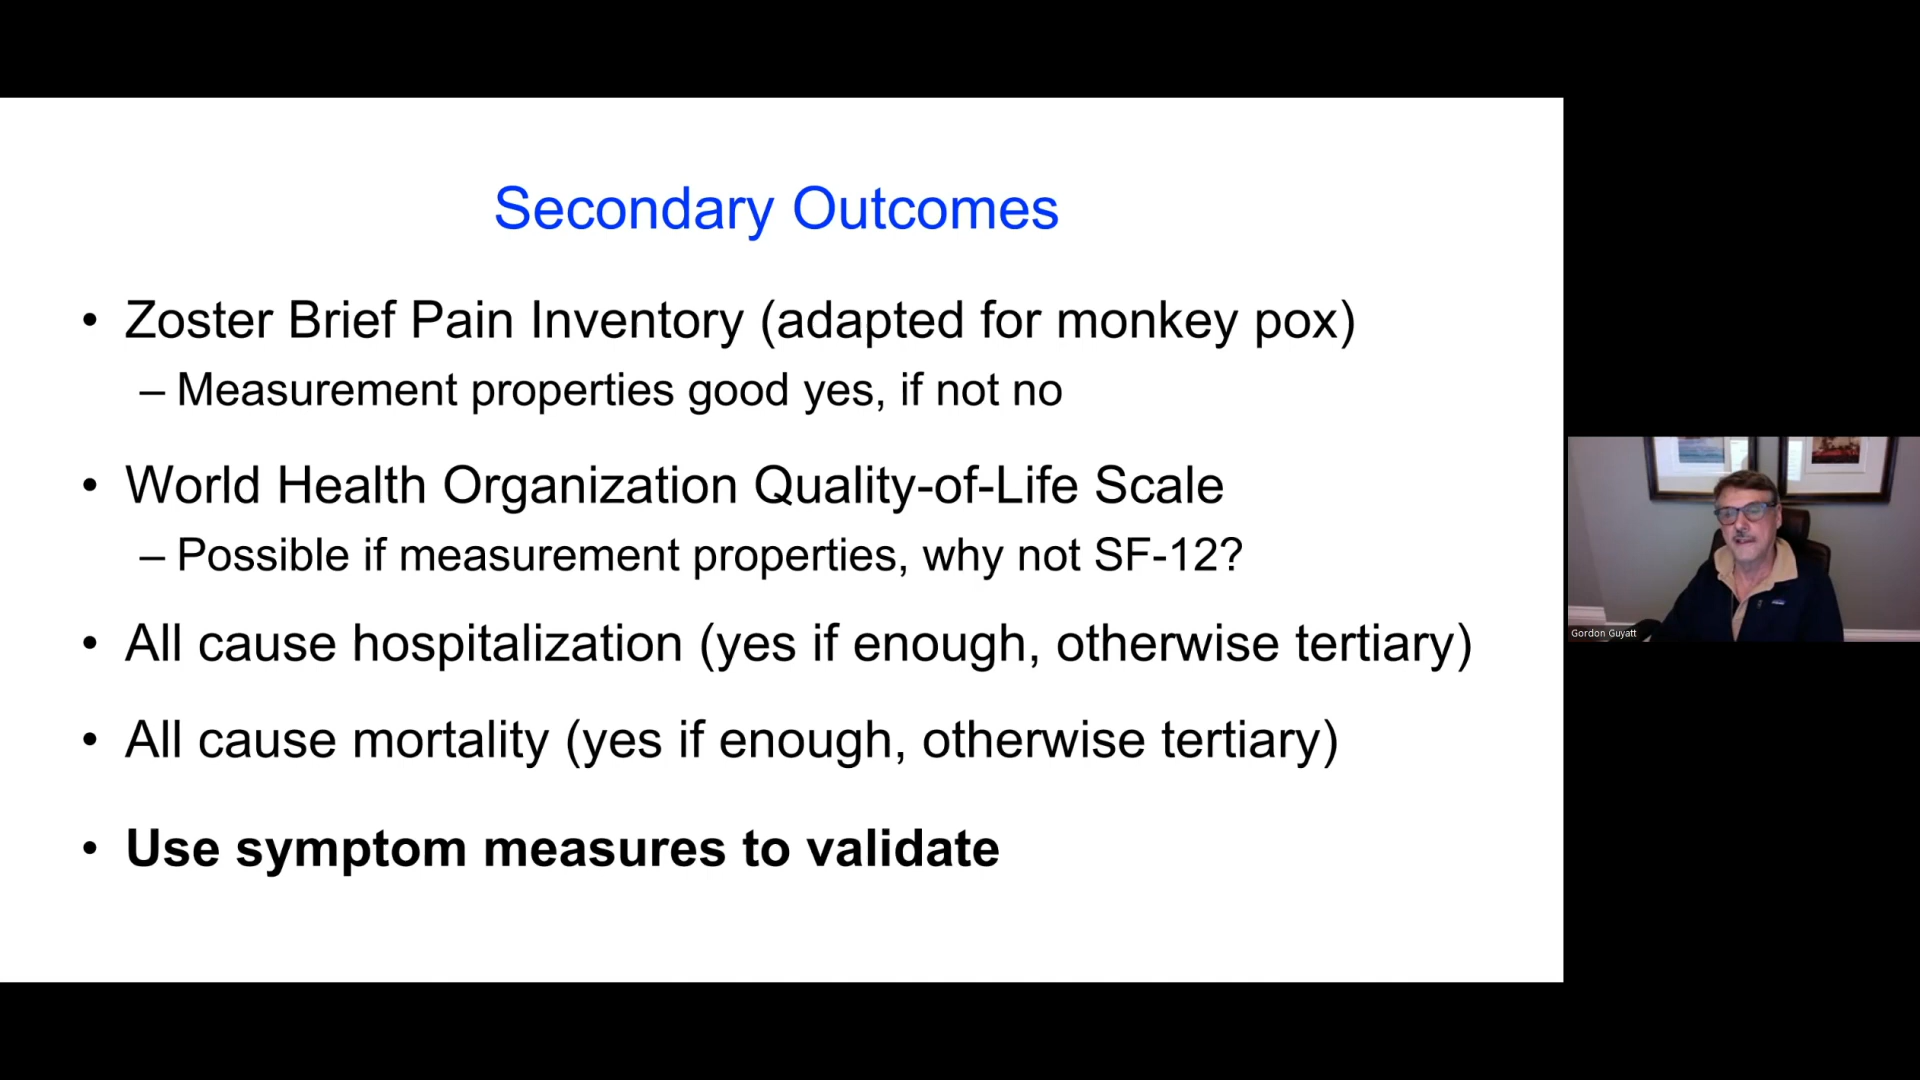 Secondary Outcomes
• Zoster Brief Pain Inventory (adapted for monkey pox)
– Measurement properties good yes, if not no
• World Health Organization Quality-of-Life Scale
– Possible if measurement properties, why not SF-12?
• All cause hospitalization (yes if enough, otherwise tertiary)
• All cause mortality (yes if enough, otherwise tertiary)
• Use symptom measures to validate
Gordon Guyatt